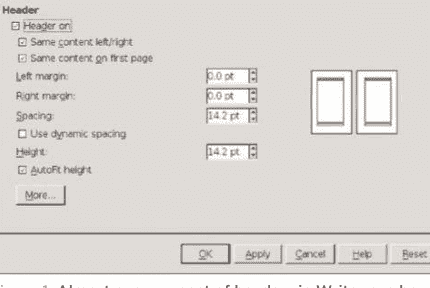 Header
Header on
Same content left/right
Same content on first page
Left margin: 0.0 pt
Right margin: 0.0 pt
Spacing: 14.2 pt
Use dynamic spacing
Height: 14.2 pt
AutoFit height
More...
OK Apply Cancel Help Reset